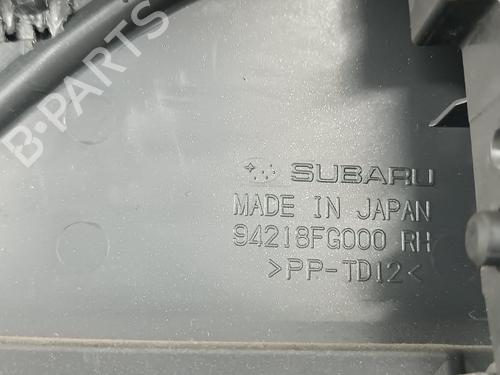 B-PARTS
SUBARU
MADE IN JAPAN
94218FG000 RH
>PP-TD12<